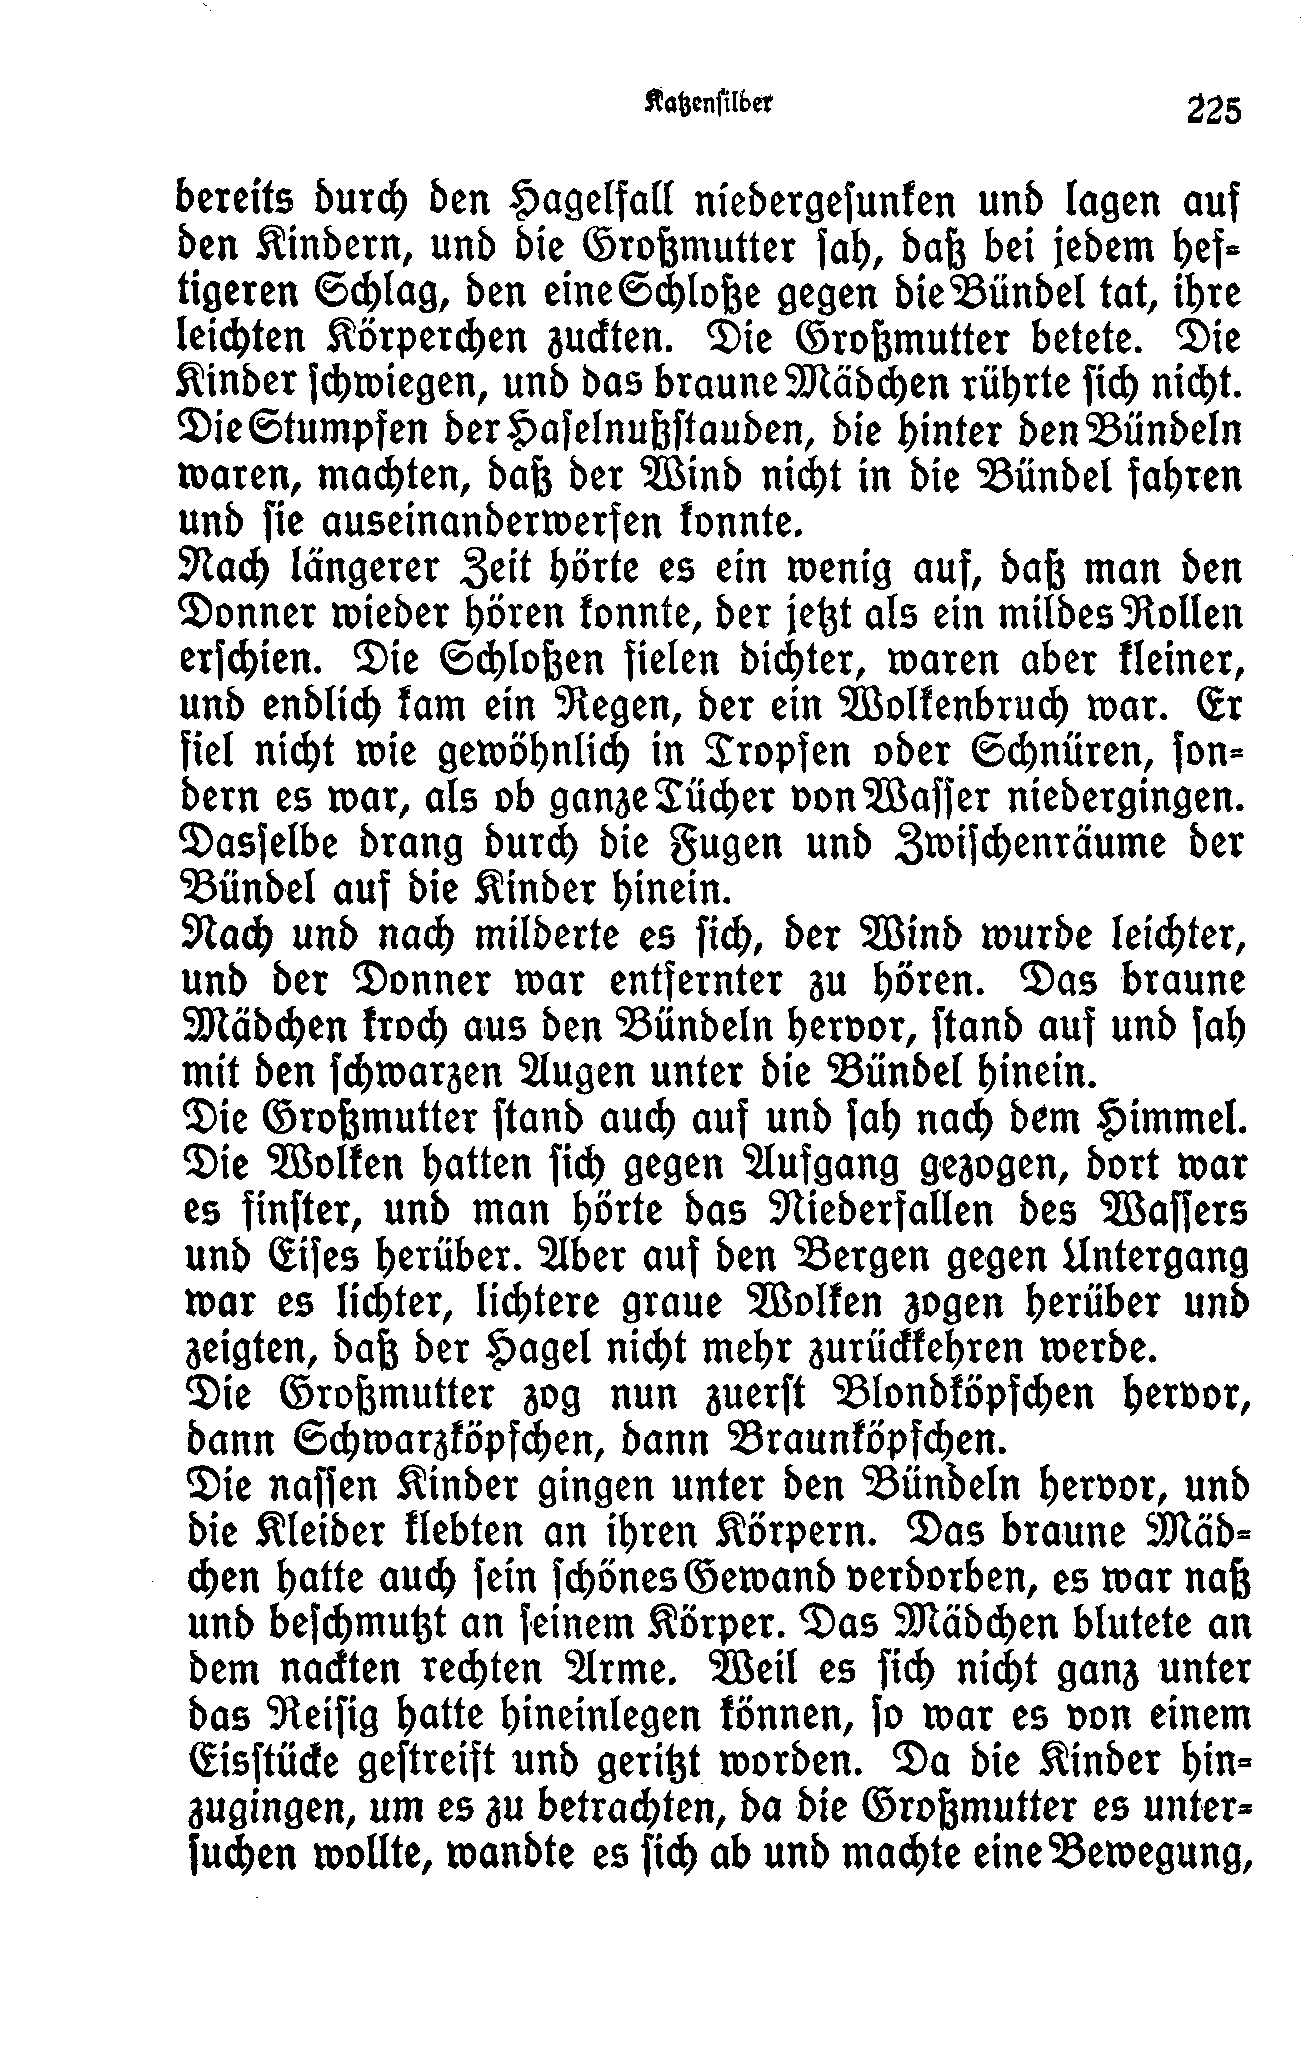 Katzensilber 225
bereits durch den Hagelfall niedergesunken und lagen auf
den Kindern, und die Großmutter sah, daß bei jedem hef-
tigeren Schlag, den eine Schloße gegen die Bündel tat, ihre
leichten Körperchen zuckten. Die Großmutter betete. Die
Kinder schwiegen, und das braune Mädchen rührte sich nicht.
Die Stumpfen der Haselnußstauden, die hinter den Bündeln
waren, machten, daß der Wind nicht in die Bündel fahren
und sie auseinanderwerfen konnte.
Nach längerer Zeit hörte es ein wenig auf, daß man den
Donner wieder hören konnte, der jetzt als ein mildes Rollen
erschien. Die Schloßen fielen dichter, waren aber kleiner,
und endlich kam ein Regen, der ein Wolkenbruch war. Er
fiel nicht wie gewöhnlich in Tropfen oder Schnüren, son-
dern es war, als ob ganze Tücher von Wasser niedergingen.
Dasselbe drang durch die Fugen und Zwischenräume der
Bündel auf die Kinder hinein.
Nach und nach milderte es sich, der Wind wurde leichter,
und der Donner war entfernter zu hören. Das braune
Mädchen kroch aus den Bündeln hervor, stand auf und sah
mit den schwarzen Augen unter die Bündel hinein.
Die Großmutter stand auch auf und sah nach dem Himmel.
Die Wolken hatten sich gegen Aufgang gezogen, dort war
es finster, und man hörte das Niederfallen des Wassers
und Eises herüber. Aber auf den Bergen gegen Untergang
war es lichter, lichtere graue Wolken zogen herüber und
zeigten, daß der Hagel nicht mehr zurückkehren werde.
Die Großmutter zog nun zuerst Blondköpfchen hervor,
dann Schwarzköpfchen, dann Braunköpfchen.
Die nassen Kinder gingen unter den Bündeln hervor, und
die Kleider klebten an ihren Körpern. Das braune Mäd-
chen hatte auch sein schönes Gewand verdorben, es war naß
und beschmutzt an seinem Körper. Das Mädchen blutete an
dem nackten rechten Arme. Weil es sich nicht ganz unter
das Reisig hatte hineinlegen können, so war es von einem
Eisstücke gestreift und geritzt worden. Da die Kinder hin-
zugingen, um es zu betrachten, da die Großmutter es unter-
suchen wollte, wandte es sich ab und machte eine Bewegung,